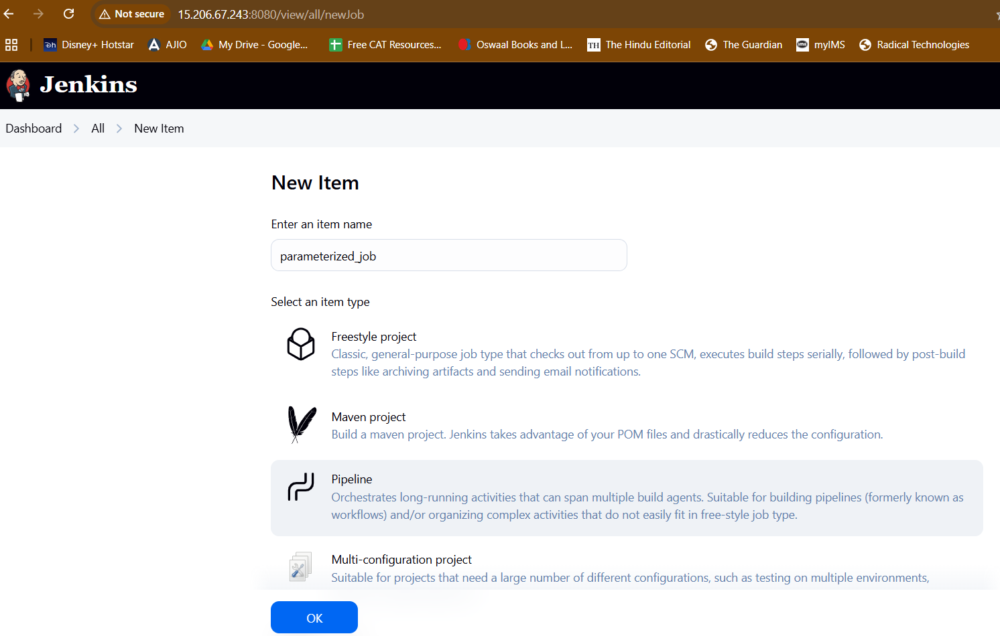 Not secure 15.206.67.243:8080/view/all/newJob
Disney+ Hotstar AJIO My Drive - Google... Free CAT Resources... Oswaal Books and L... TH The Hindu Editorial The Guardian myIMS Radical Technologies
Jenkins
Dashboard All New Item
New Item
Enter an item name
parameterized_job
Select an item type
Freestyle project
Classic, general-purpose job type that checks out from up to one SCM, executes build steps serially, followed by post-build
steps like archiving artifacts and sending email notifications.
Maven project
Build a maven project. Jenkins takes advantage of your POM files and drastically reduces the configuration.
Pipeline
Orchestrates long-running activities that can span multiple build agents. Suitable for building pipelines (formerly known as
workflows) and/or organizing complex activities that do not easily fit in free-style job type.
Multi-configuration project
Suitable for projects that need a large number of different configurations, such as testing on multiple environments,
OK